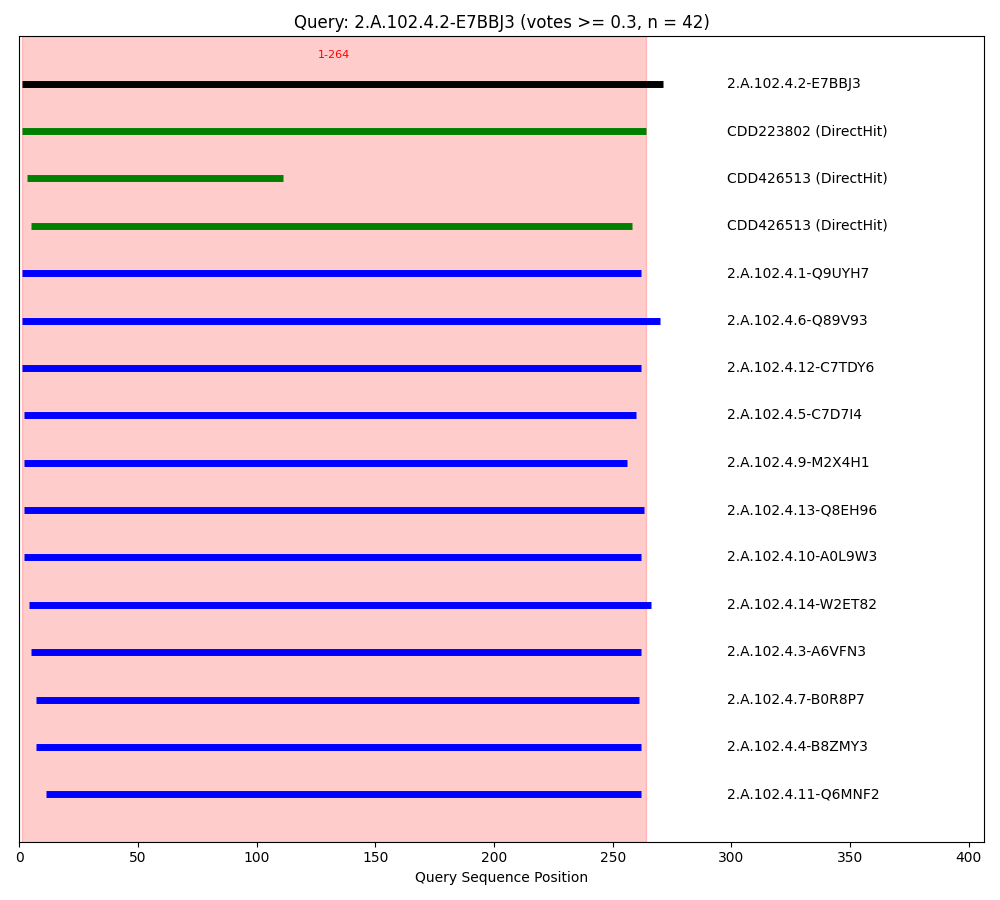 Query: 2.A.102.4.2-E7BBJ3 (votes >= 0.3, n = 42)
1-264
2.A.102.4.2-E7BBJ3
CDD223802 (DirectHit)
CDD426513 (DirectHit)
CDD426513 (DirectHit)
2.A.102.4.1-Q9UYH7
2.A.102.4.6-Q89V93
2.A.102.4.12-C7TDY6
2.A.102.4.5-C7D7I4
2.A.102.4.9-M2X4H1
2.A.102.4.13-Q8EH96
2.A.102.4.10-A0L9W3
2.A.102.4.14-W2ET82
2.A.102.4.3-A6VFN3
2.A.102.4.7-B0R8P7
2.A.102.4.4-B8ZMY3
2.A.102.4.11-Q6MNF2
0 50 100 150 200 250 300 350 400
Query Sequence Position